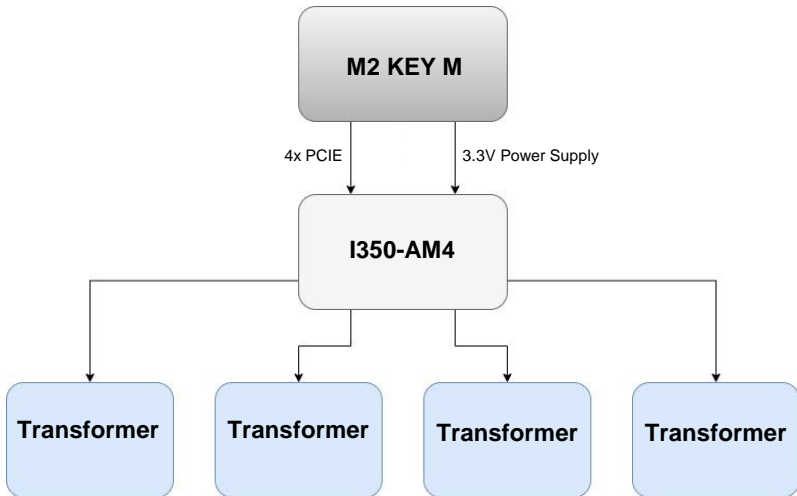 M2 KEY M
4x PCIE
3.3V Power Supply
I350-AM4
Transformer
Transformer
Transformer
Transformer